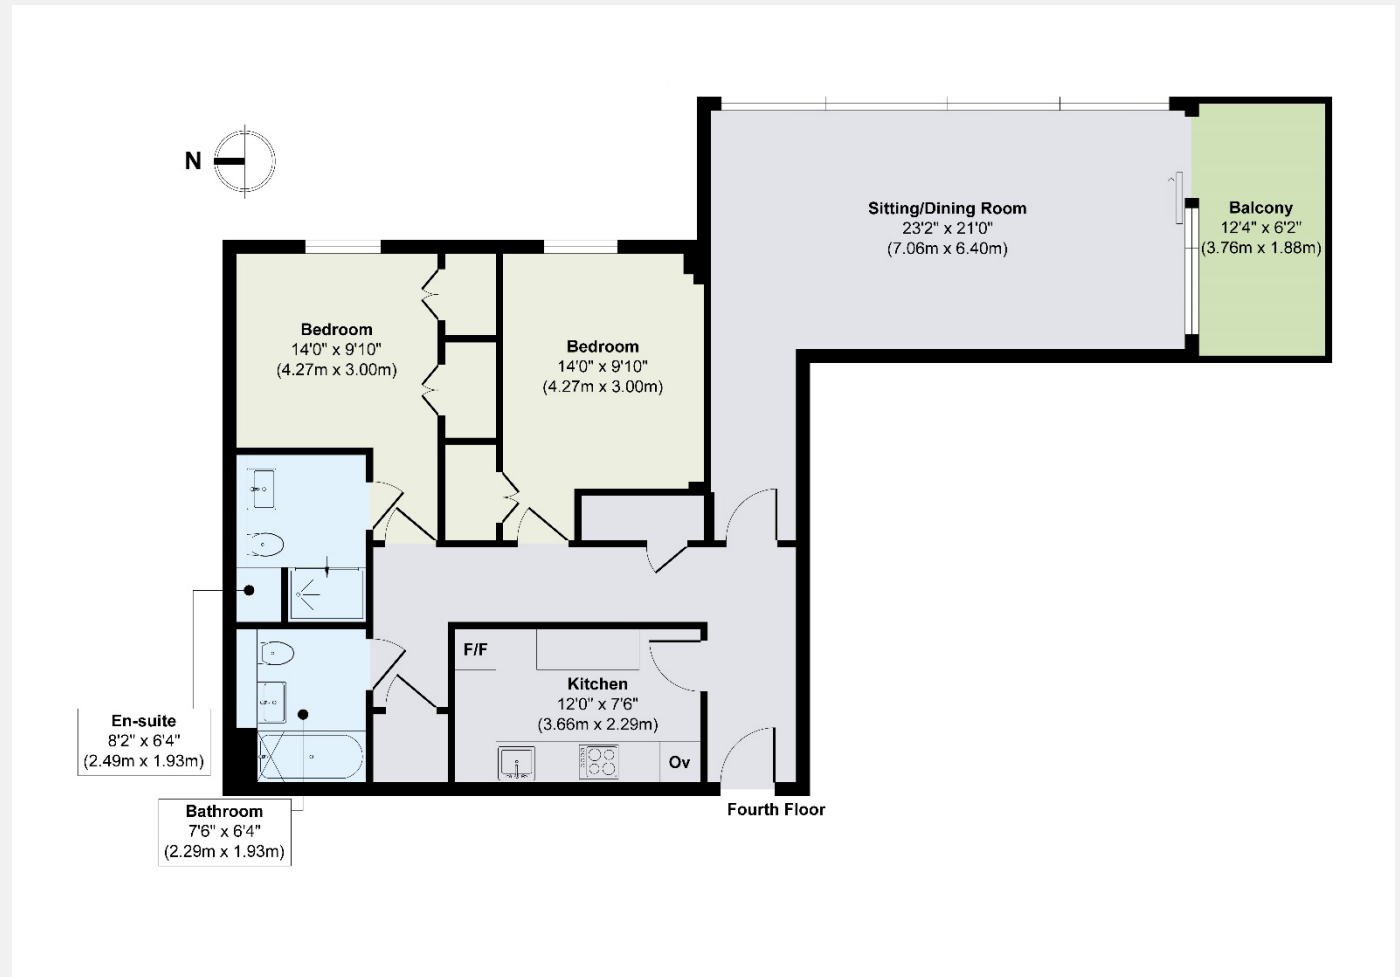 N
Sitting/Dining Room
23'2" x 21'0"
(7.06m x 6.40m)
Balcony
12'4" x 6'2"
(3.76m x 1.88m)
Bedroom
14'0" x 9'10"
(4.27m x 3.00m)
Bedroom
14'0" x 9'10"
(4.27m x 3.00m)
F/F
Kitchen
12'0" x 7'6"
(3.66m x 2.29m)
Ov
En-suite
8'2" x 6'4"
(2.49m x 1.93m)
Bathroom
7'6" x 6'4"
(2.29m x 1.93m)
Fourth Floor